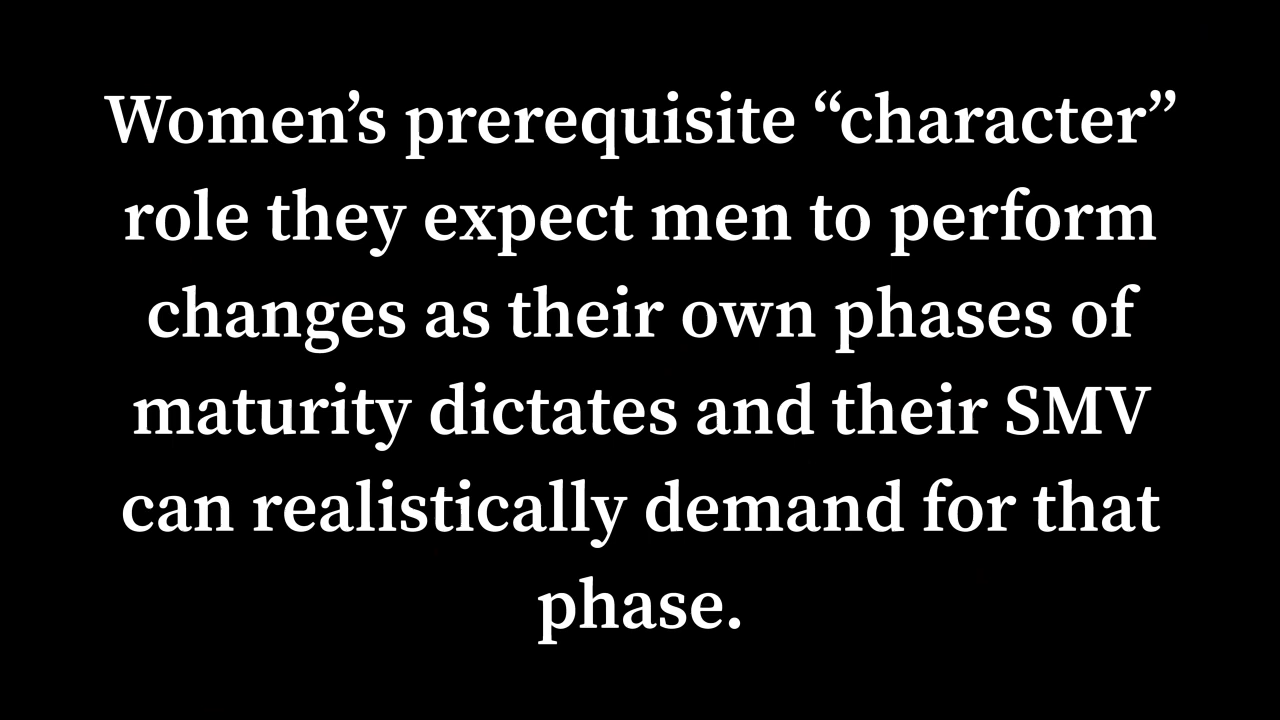 Women’s prerequisite “character”
role they expect men to perform
changes as their own phases of
maturity dictates and their SMV
can realistically demand for that
phase.